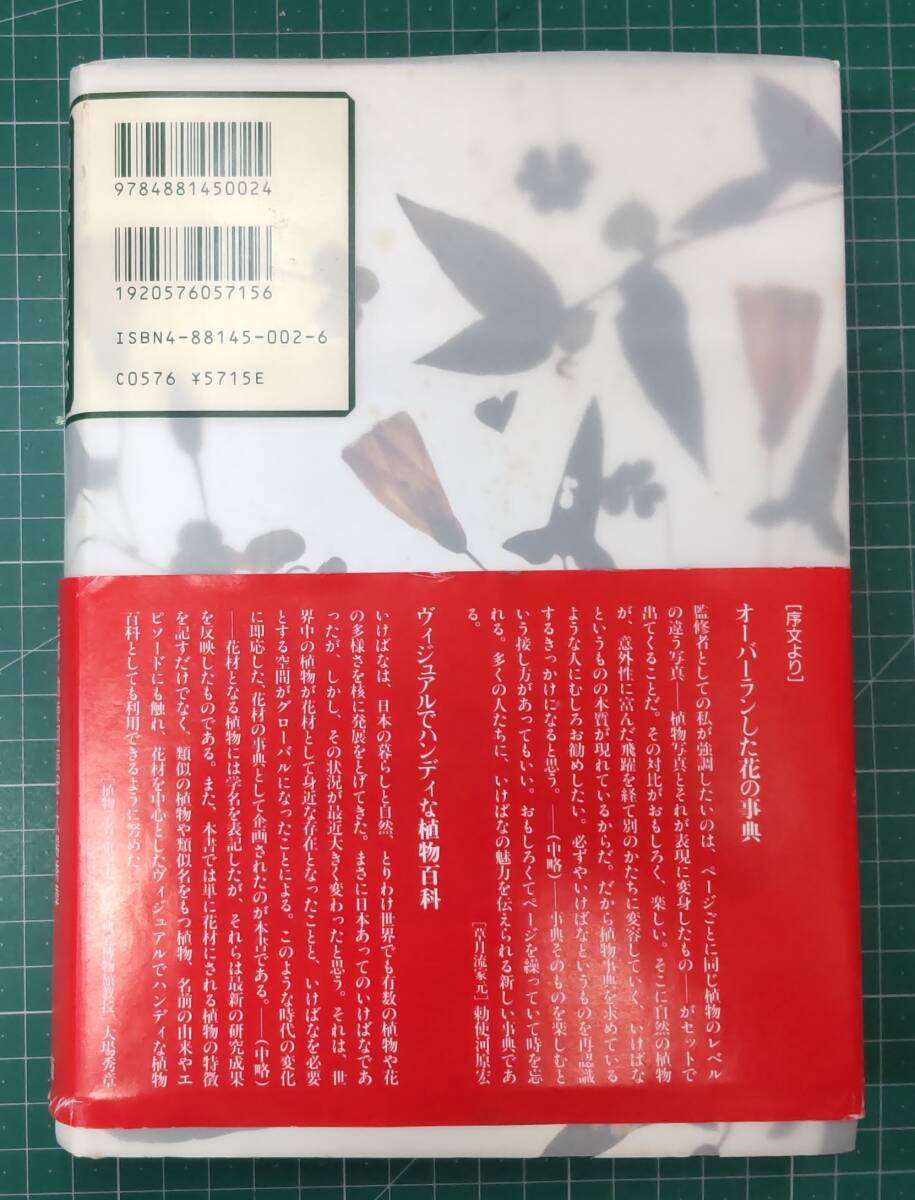 9784881450024
1920576057156
ISBN4-88145-002-6
C0576 ¥5715E
[序文より]
オーバーランした花の事典
監修者としての私が強調したいのは、ページごとに同じ植物のレベル
の違う写真――植物写真とそれが表現に変身したもの――がセットで
出てくることだ。その対比がおもしろく、楽しい。そこに自然の植物
が、意外性に富んだ飛躍を経て別のかたちに変容していく、いけばな
というものの本質が現れているからだ。だから植物事典を求めている
ような人にむしろお勧めしたい。必ずやいけばなというものを再認識
するきっかけになると思う。――(中略)――事典そのものを楽しむと
いう接し方があってもいい。おもしろくてページを繰っていて時を忘
れる。多くの人たちに、いけばなの魅力を伝えられる新しい事典であ
る。
[草月流家元]勅使河原宏
ヴィジュアルでハンディな植物百科
いけばなは、日本の暮らしと自然、とりわけ世界でも有数の植物や花
の多様さを核に発展をとげてきた。まさに日本あってのいけばなであ
ったが、しかし、その状況が最近大きく変わったと思う。それは、世
界中の植物が花材として身近な存在となったことと、いけばなを必要
とする空間がグローバルになったことによる。このような時代の変化
に即応した、花材の事典として企画されたのが本書である。――(中略)
――花材となる植物には学名を表記したが、それらは最新の研究成果
を反映したものである。また、本書では単に花材にされる植物の特徴
を記すだけでなく、類似の植物や類似名をもつ植物、名前の由来やエ
ピソードにも触れ、花材を中心としたヴィジュアルでハンディな植物
百科としても利用できるように努めた。
大場秀章